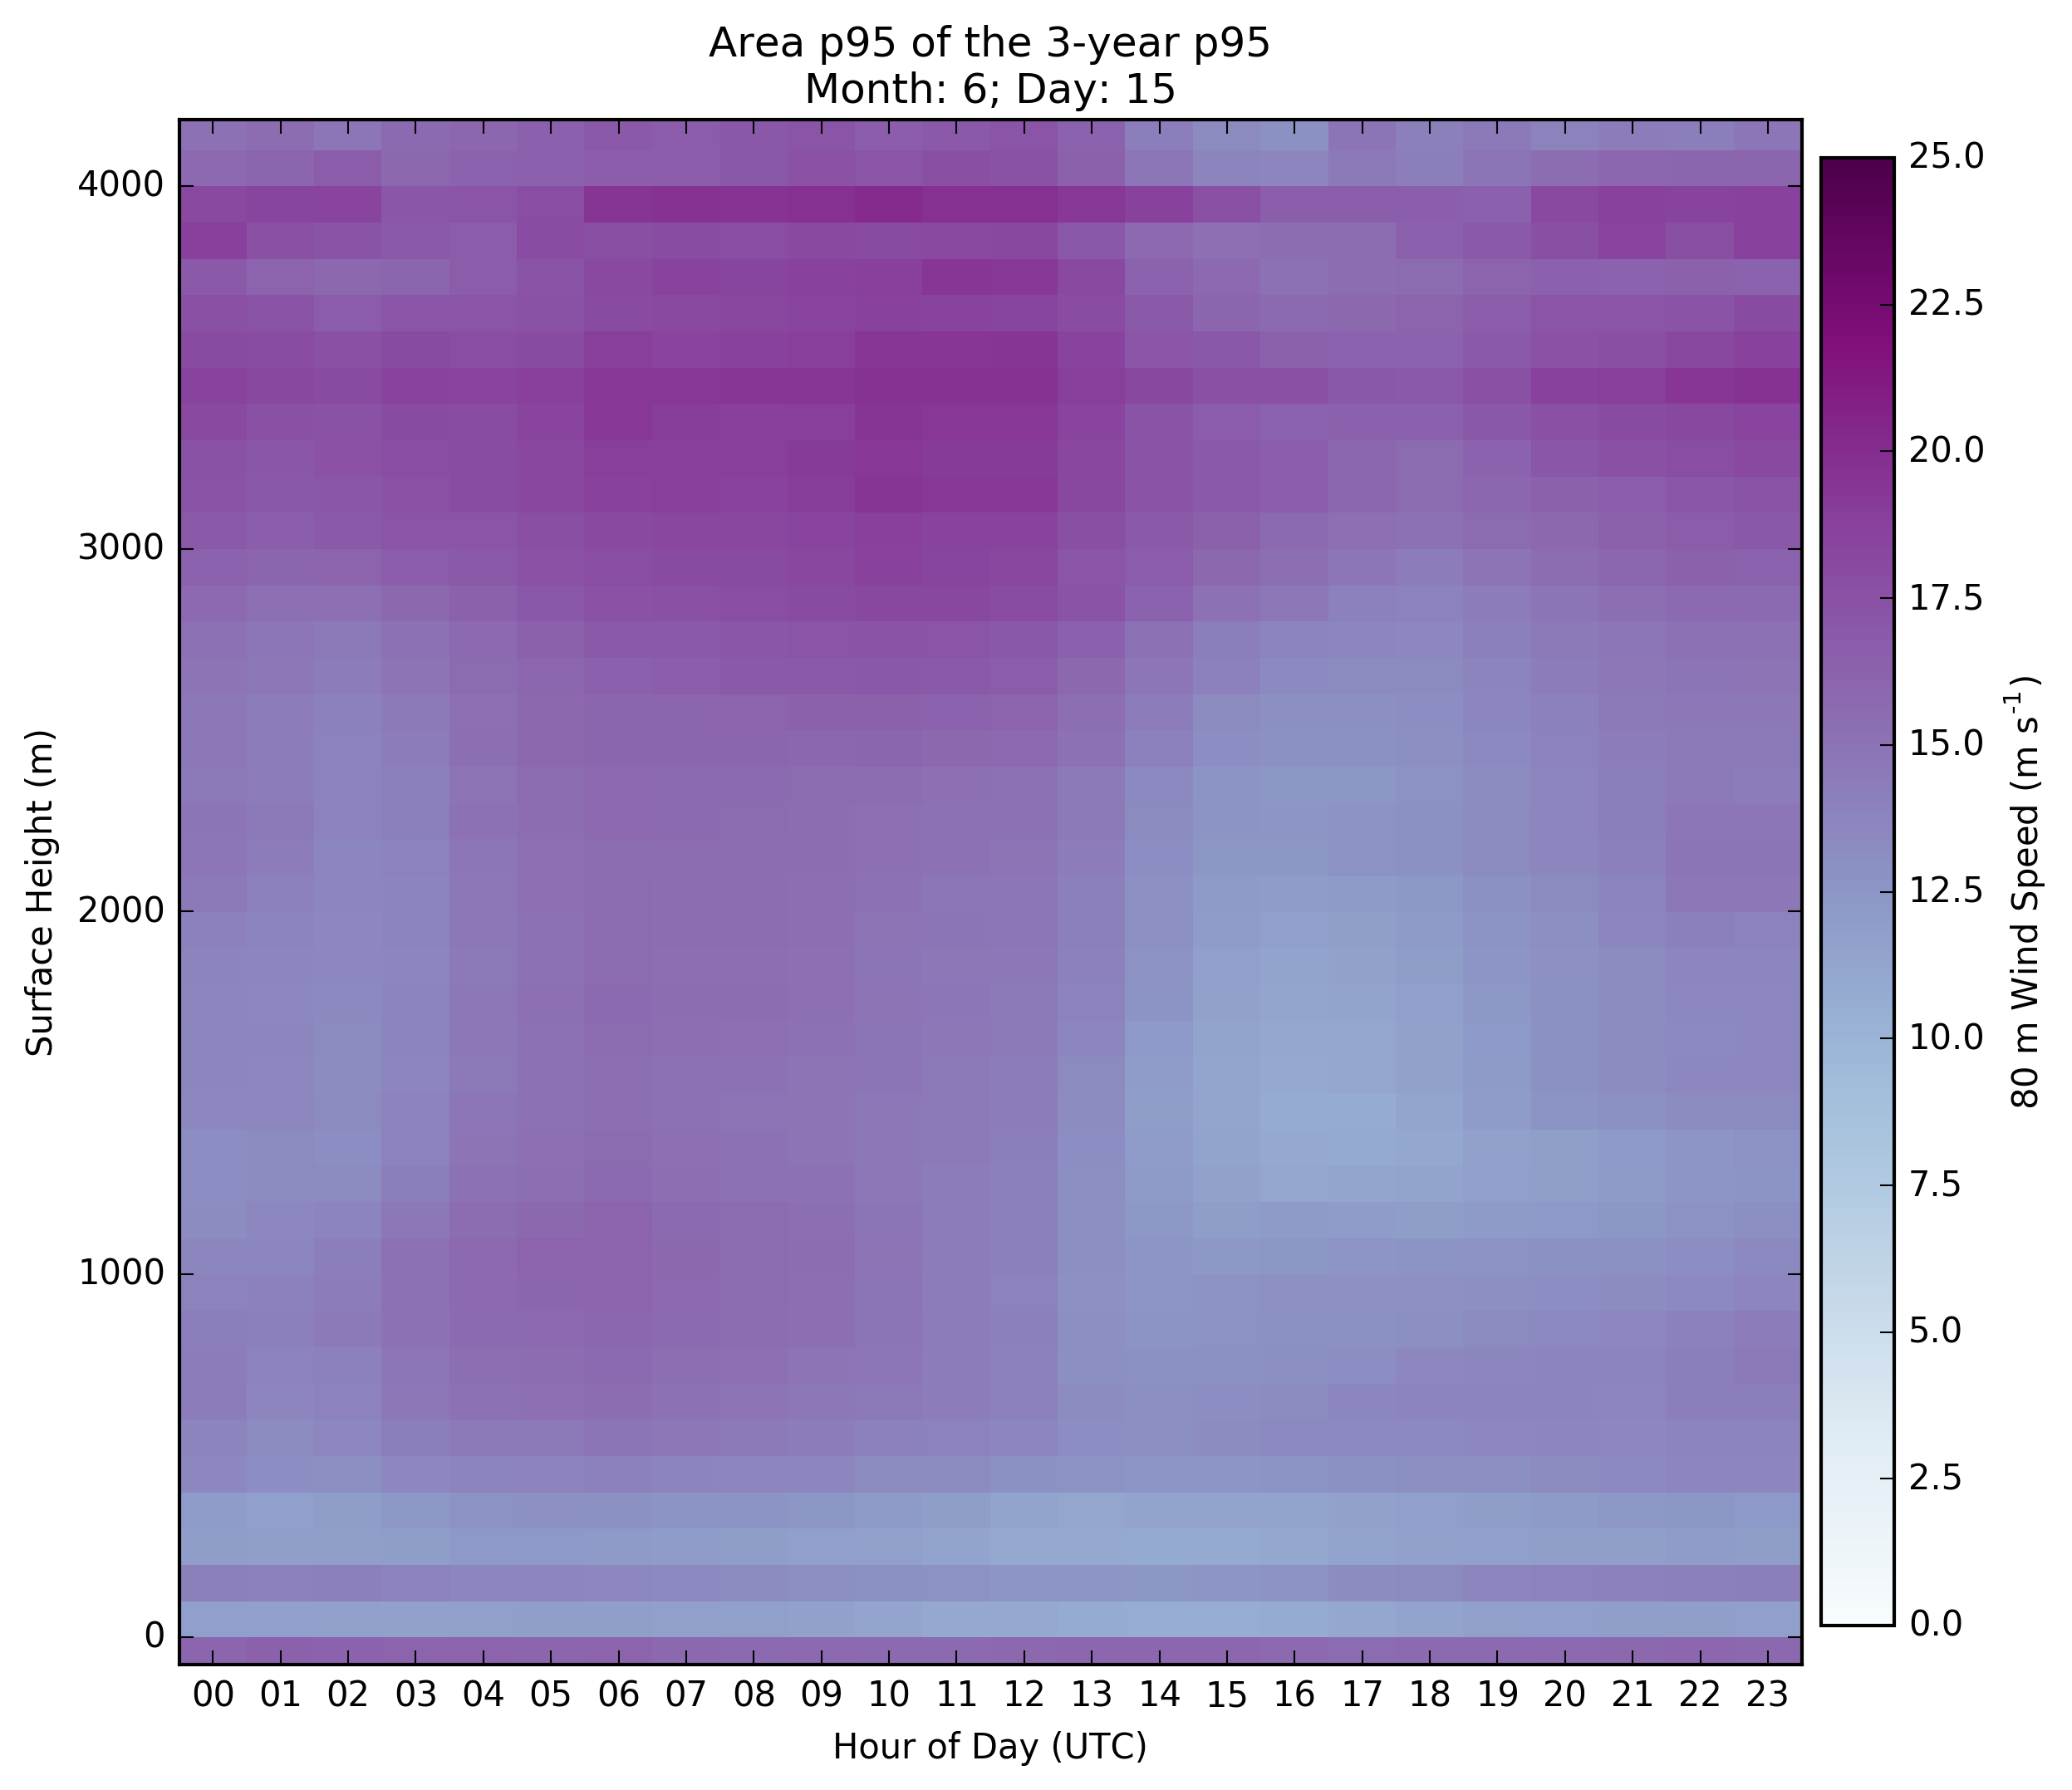 Area p95 of the 3-year p95
Month: 6; Day: 15
4000
3000
2000
1000
0
Surface Height (m)
00 01 02 03 04 05 06 07 08 09 10 11 12 13 14 15 16 17 18 19 20 21 22 23
Hour of Day (UTC)
25.0
22.5
20.0
17.5
15.0
12.5
10.0
7.5
5.0
2.5
0.0
80 m Wind Speed (m s⁻¹)